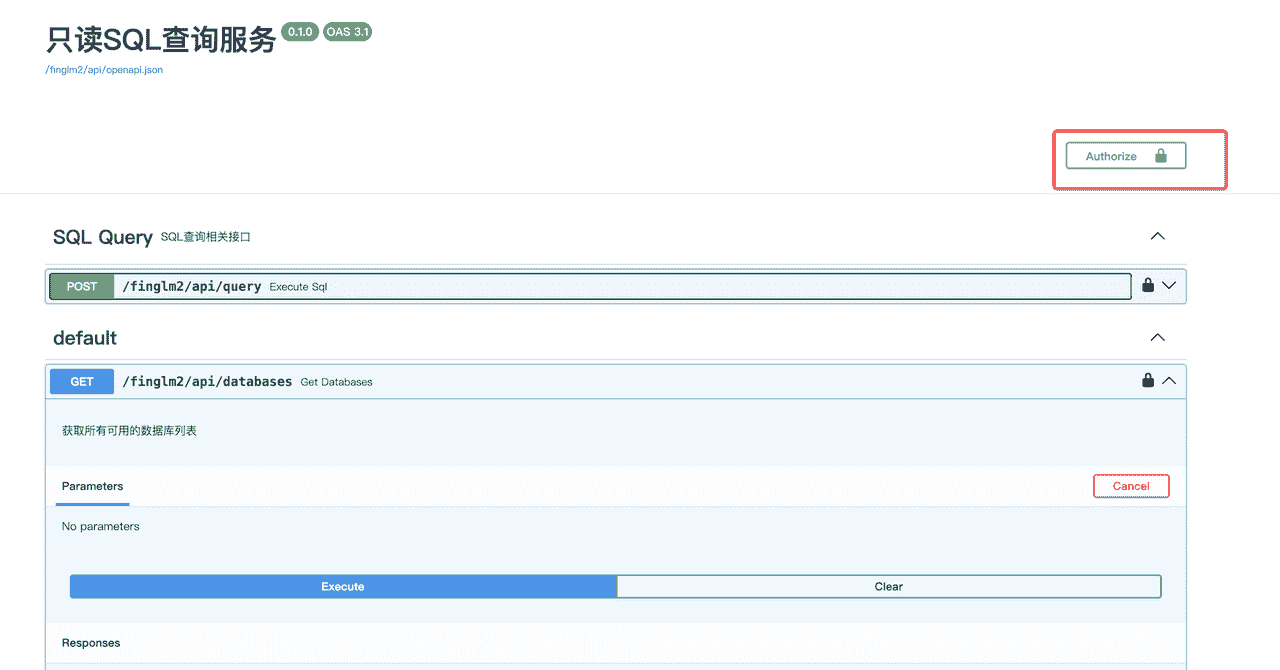 只读SQL查询服务 0.1.0 OAS 3.1
/finglm2/api/openapi.json
Authorize
SQL Query SQL查询相关接口
POST /finglm2/api/query Execute Sql
default
GET /finglm2/api/databases Get Databases
获取所有可用的数据库列表
Parameters Cancel
No parameters
Execute Clear
Responses